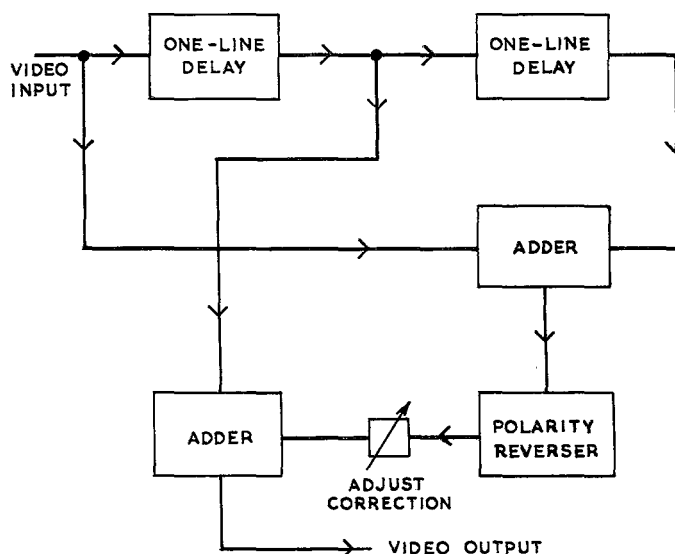 VIDEO
INPUT
ONE-LINE
DELAY
ONE-LINE
DELAY
ADDER
ADDER
POLARITY
REVERSER
ADJUST
CORRECTION
VIDEO OUTPUT